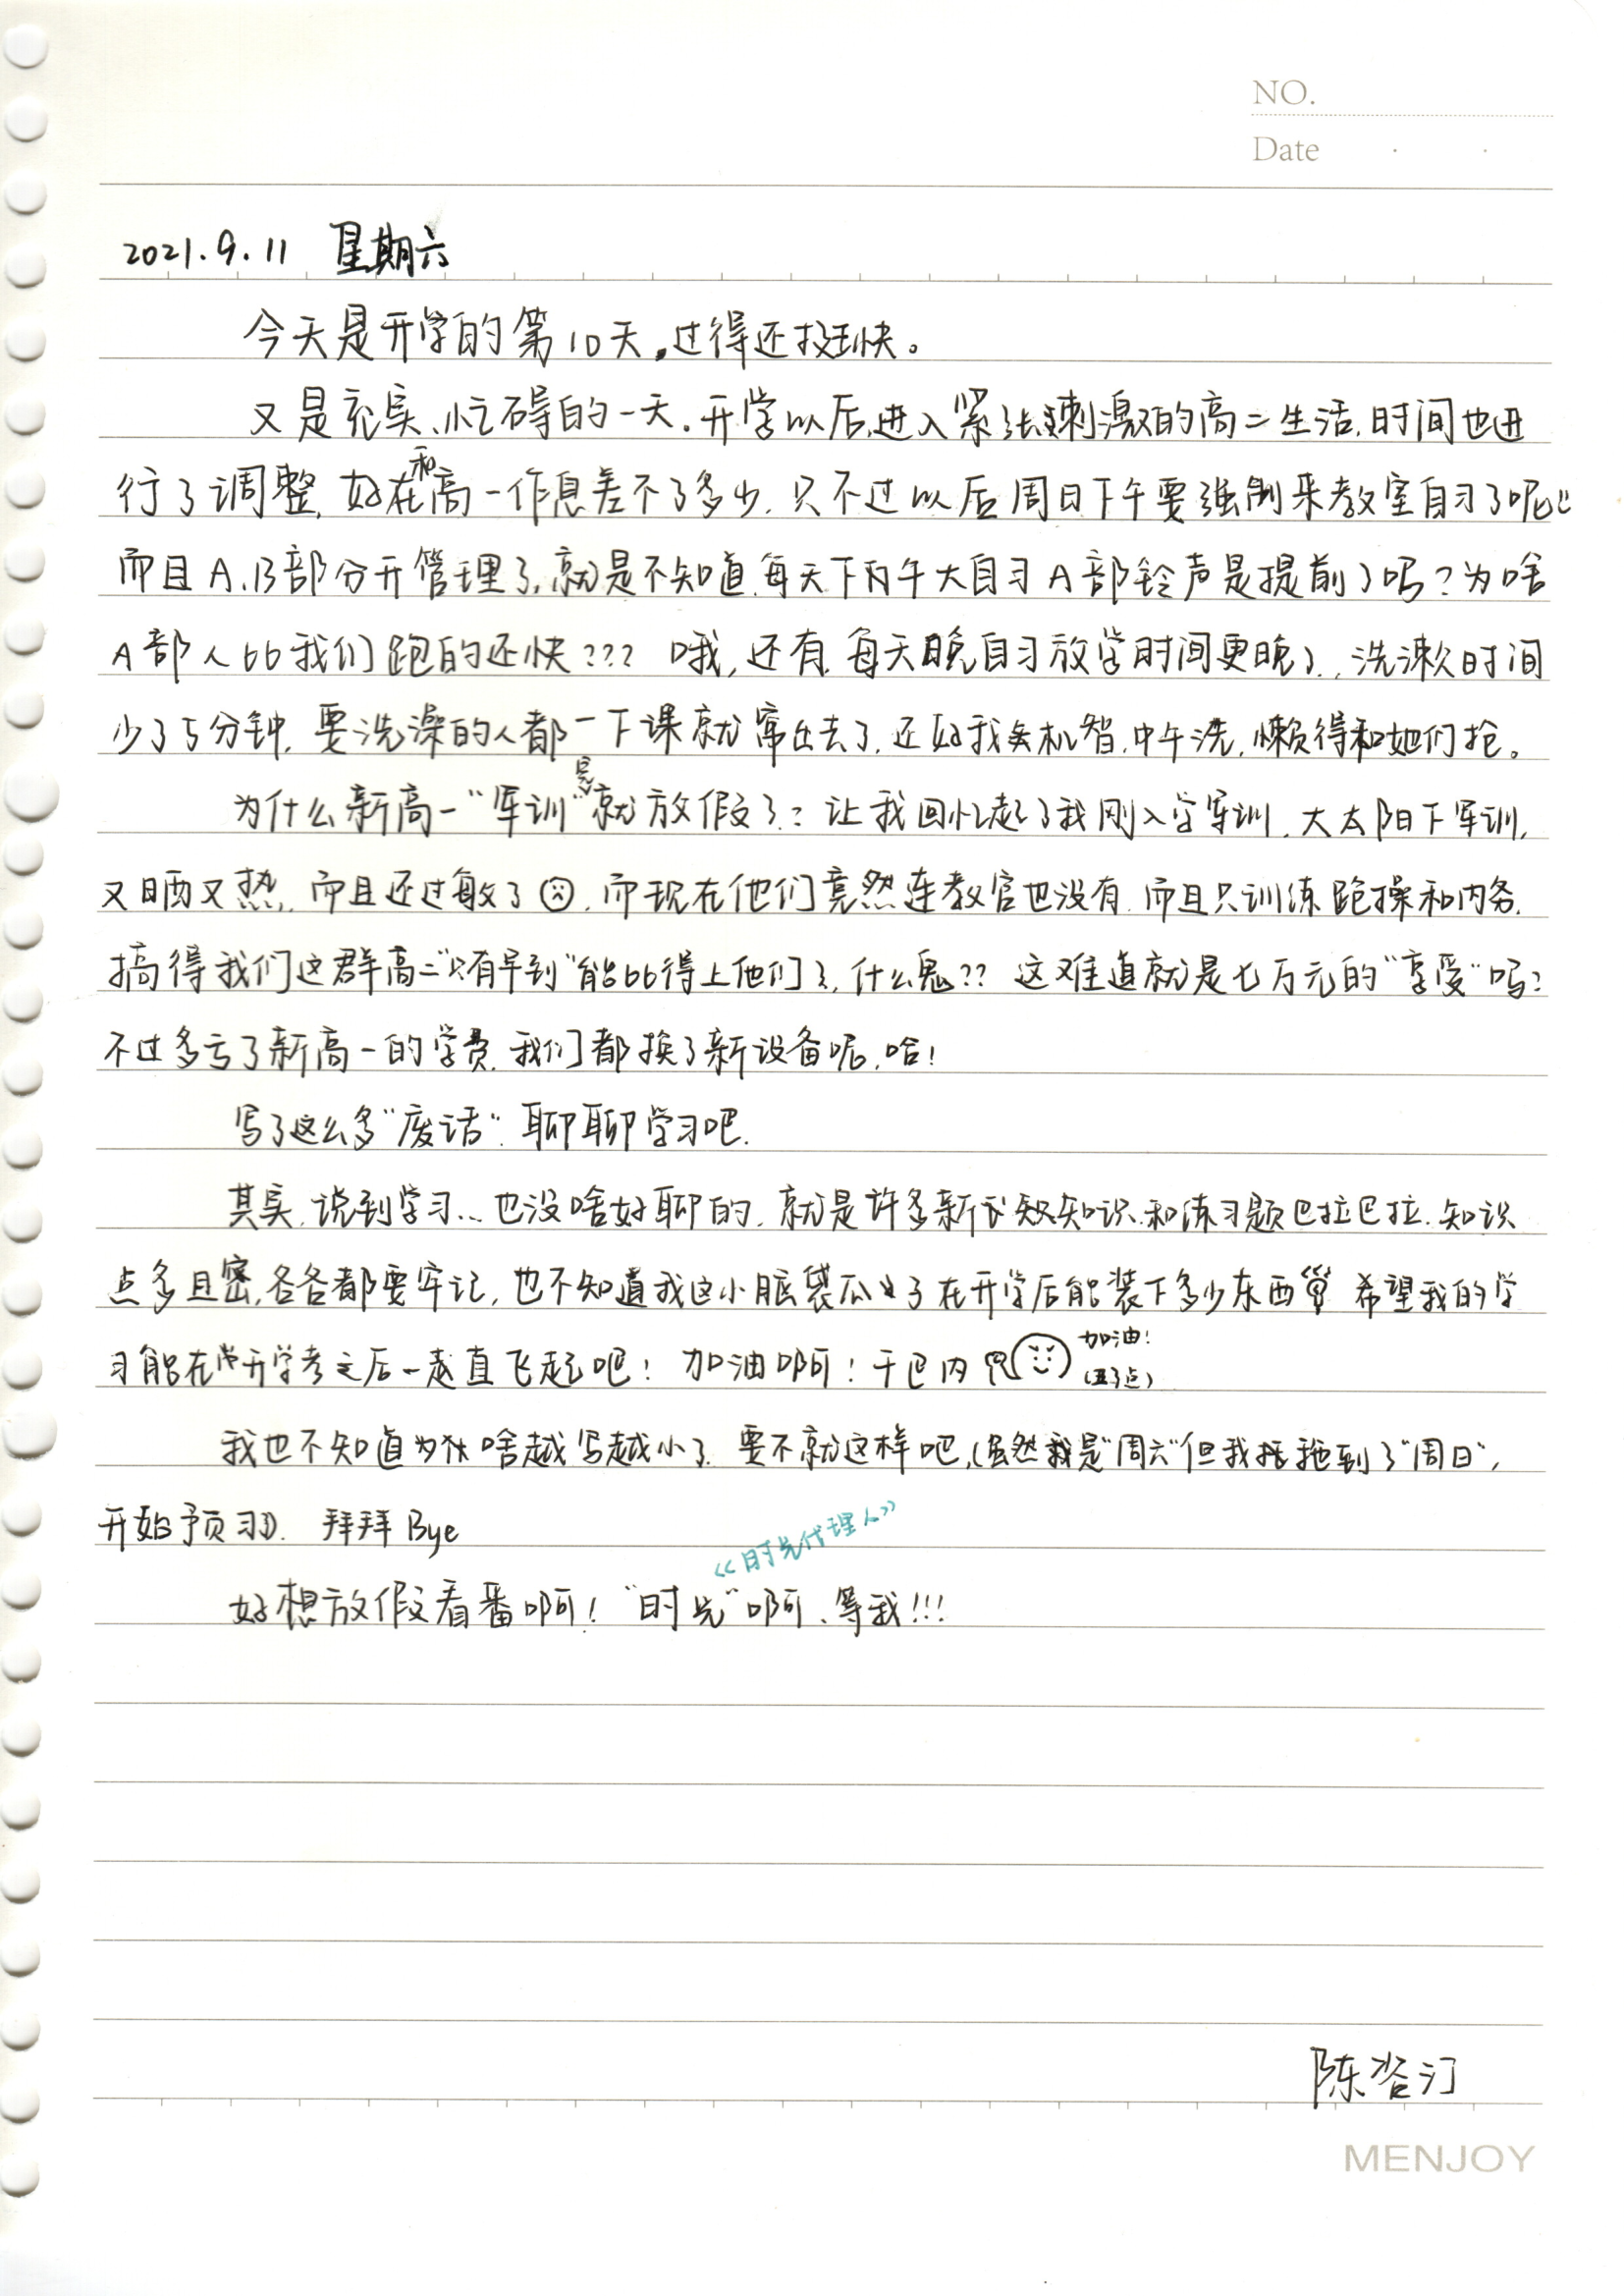 NO.
Date
2021.9.11 星期六
今天是开学的第10天,过得还挺快。
又是充实、忙碌的一天。开学以后,进入紧张刺激的高二生活,时间也进
行了调整,好在和高一作息差不了多少,只不过以后周日下午要强制来教室自习了呢
而且A、B部分开管理了,就是不知道,每天下午大自习A部铃声是提前了吗?为啥
A部人bb我们跑的还快??? 哦,还有,每天晚自习放学时间更晚了,洗漱时间
少了5分钟,要洗澡的人都一下课就窜出去了,还好我机智,中午洗,懒得和她们抢。
为什么新高一“军训”完就放假了?让我回忆起了我刚入学军训,大太阳下军训,
又晒又热,而且还过敏了,而现在他们竟然连教官也没有,而且只训练跑操和内务,
搞得我们这群高二“只有早到”能bb得上他们了,什么鬼?? 这难道就是七万元的“享受”吗?
不过多亏了新高一的学费,我们都换了新设备呢,哈!
写了这么多“废话”,聊聊学习吧.
其实,说到学习...也没啥好聊的,就是许多新知识和练习题巴拉巴拉,知识
点多且密,各各都要牢记,也不知道我这小脑袋瓜子在开学后能装下多少东西 希望我的学
习能在开学考之后一直飞起吧! 加油啊!干巴内 加油!
我也不知道为啥越写越小了,要不就这样吧,(虽然我是“周六”但我拖到了“周日”,
开始预习). 拜拜 Bye
《时光代理人》
好想放假看番啊!“时光”啊、等我!!!
陈汀
MENJOY